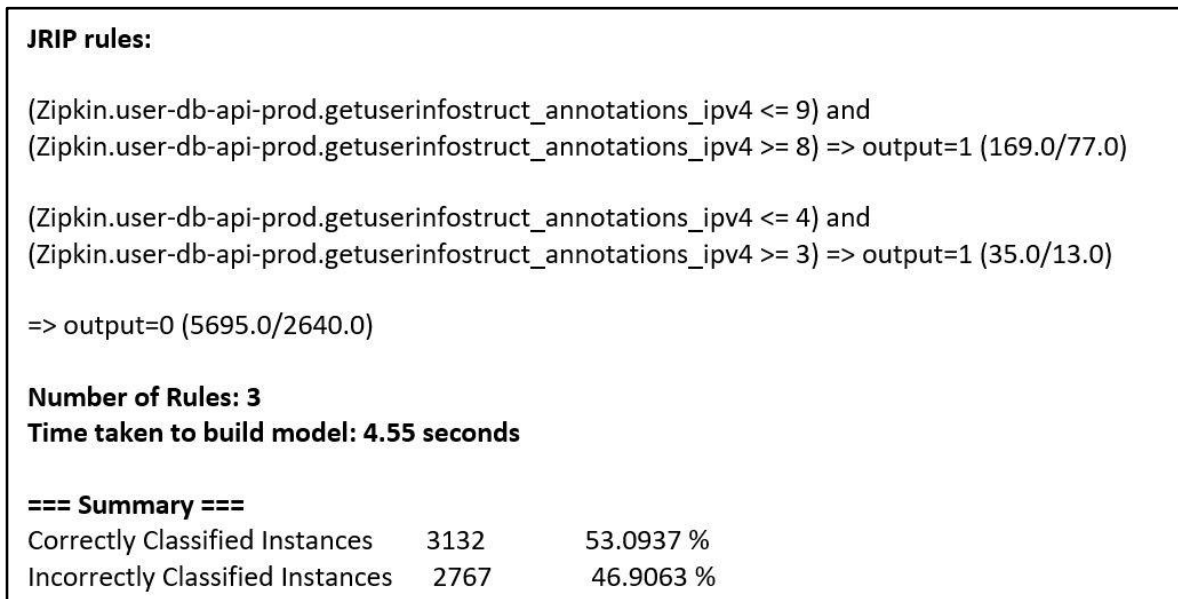 JRIP rules:
(Zipkin.user-db-api-prod.getuserinfostruct_annotations_ipv4 <= 9) and
(Zipkin.user-db-api-prod.getuserinfostruct_annotations_ipv4 >= 8) => output=1 (169.0/77.0)
(Zipkin.user-db-api-prod.getuserinfostruct_annotations_ipv4 <= 4) and
(Zipkin.user-db-api-prod.getuserinfostruct_annotations_ipv4 >= 3) => output=1 (35.0/13.0)
=> output=0 (5695.0/2640.0)
Number of Rules: 3
Time taken to build model: 4.55 seconds
=== Summary ===
Correctly Classified Instances 3132 53.0937 %
Incorrectly Classified Instances 2767 46.9063 %